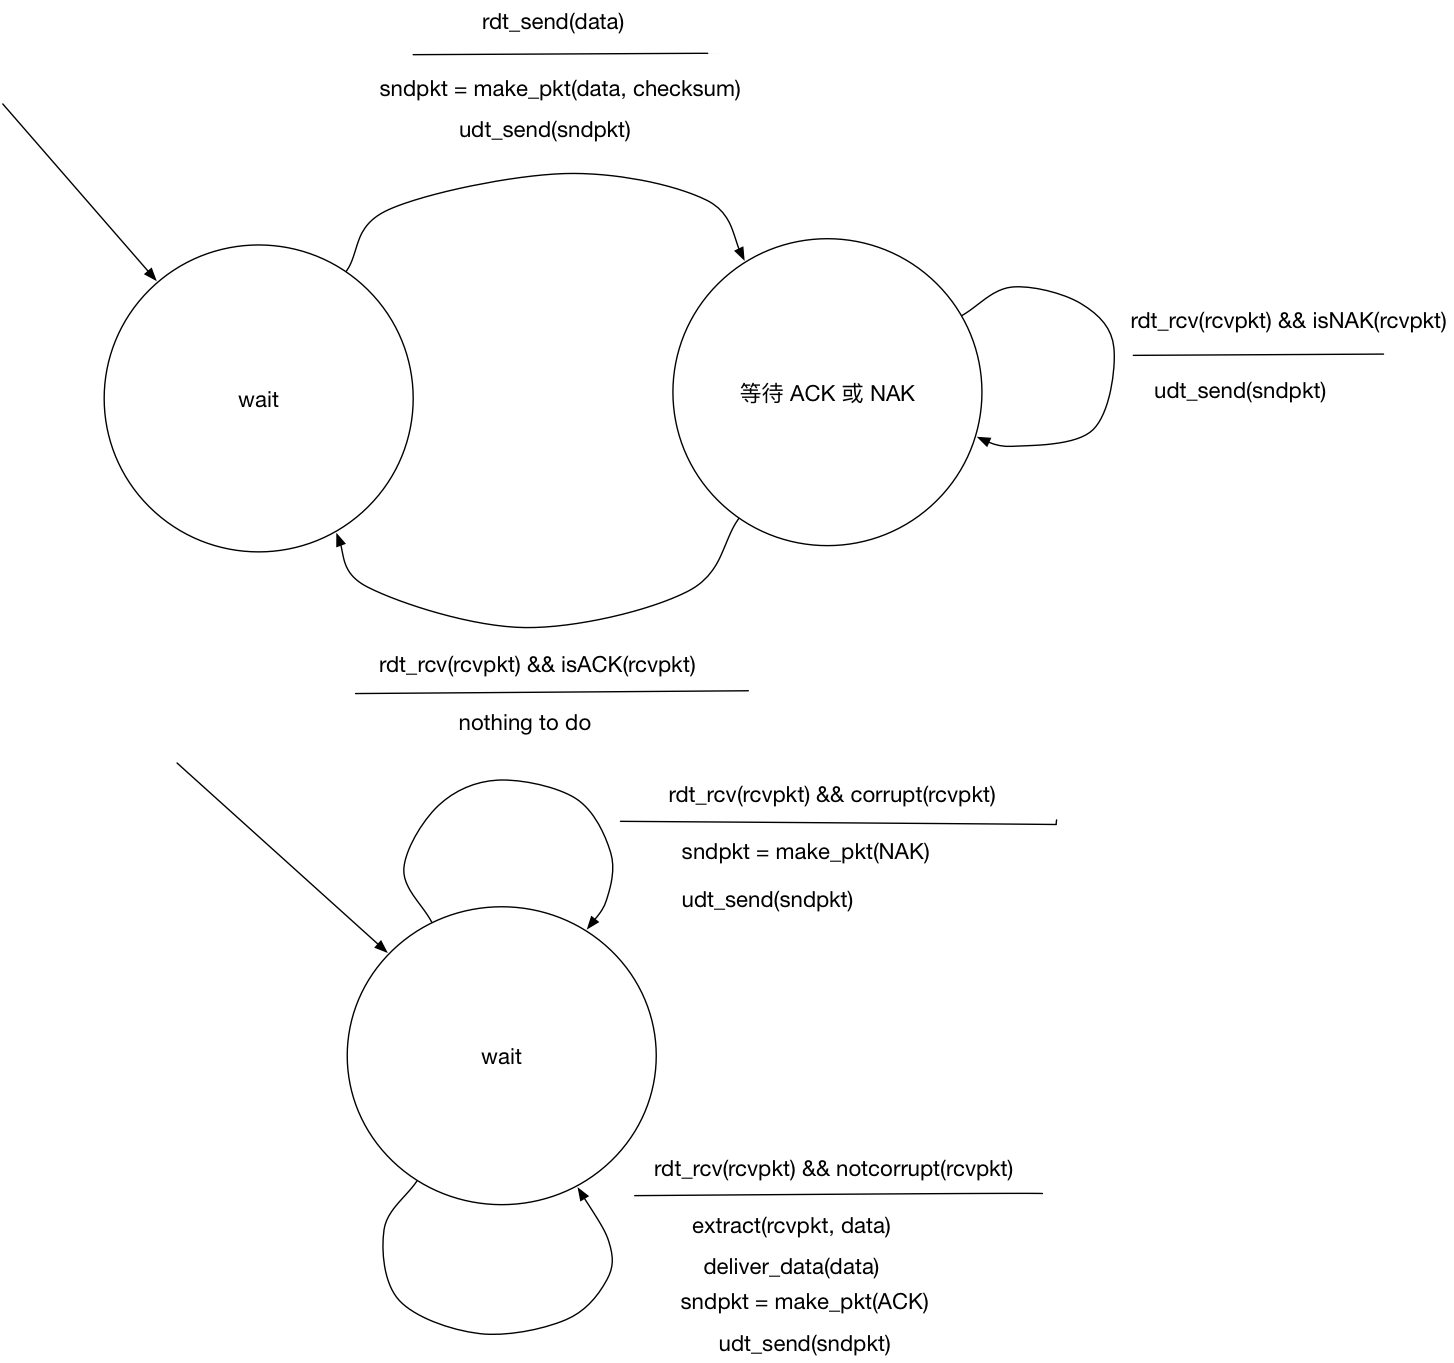 rdt_send(data)
sndpkt = make_pkt(data, checksum)
udt_send(sndpkt)
wait
等待 ACK 或 NAK
rdt_rcv(rcvpkt) && isNAK(rcvpkt)
udt_send(sndpkt)
rdt_rcv(rcvpkt) && isACK(rcvpkt)
nothing to do
rdt_rcv(rcvpkt) && corrupt(rcvpkt)
sndpkt = make_pkt(NAK)
udt_send(sndpkt)
wait
rdt_rcv(rcvpkt) && notcorrupt(rcvpkt)
extract(rcvpkt, data)
deliver_data(data)
sndpkt = make_pkt(ACK)
udt_send(sndpkt)